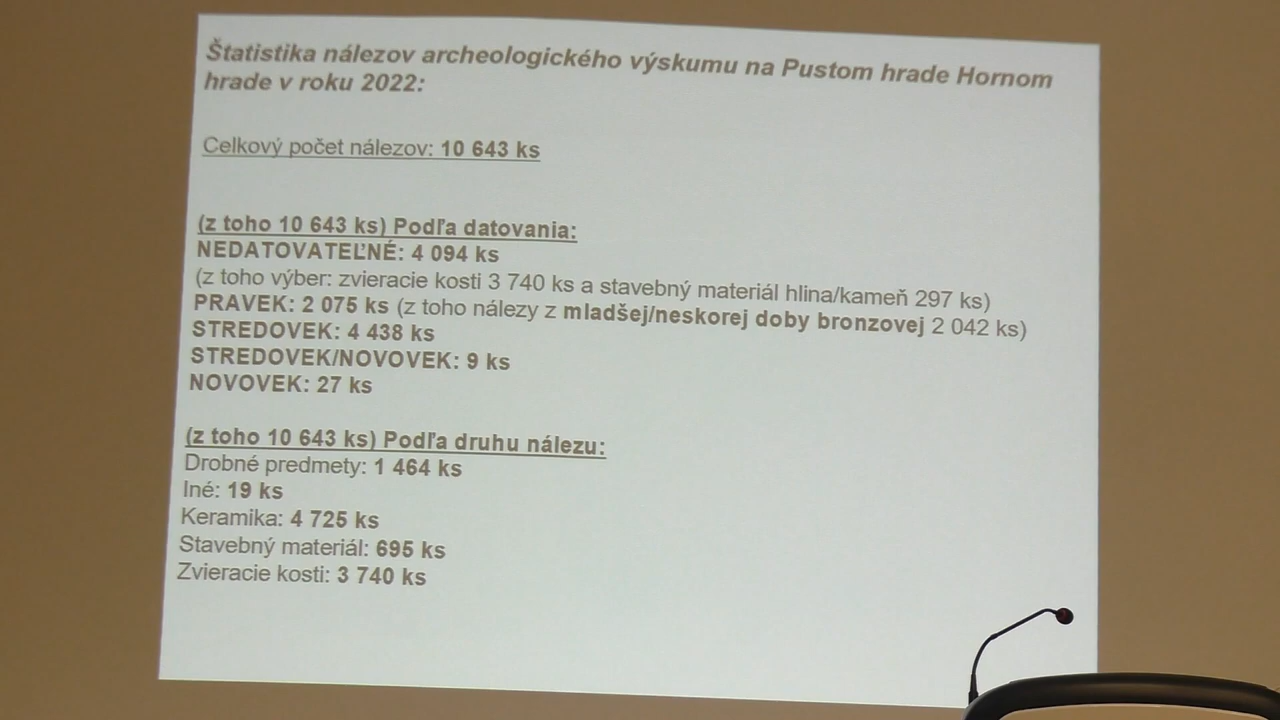 Štatistika nálezov archeologického výskumu na Pustom hrade Hornom
hrade v roku 2022:
Celkový počet nálezov: 10 643 ks
(z toho 10 643 ks) Podľa datovania:
NEDATOVATEĽNÉ: 4 094 ks
(z toho výber: zvieracie kosti 3 740 ks a stavebný materiál hlina/kameň 297 ks)
PRAVEK: 2 075 ks (z toho nálezy z mladšej/neskorej doby bronzovej 2 042 ks)
STREDOVEK: 4 438 ks
STREDOVEK/NOVOVEK: 9 ks
NOVOVEK: 27 ks
(z toho 10 643 ks) Podľa druhu nálezu:
Drobné predmety: 1 464 ks
Iné: 19 ks
Keramika: 4 725 ks
Stavebný materiál: 695 ks
Zvieracie kosti: 3 740 ks